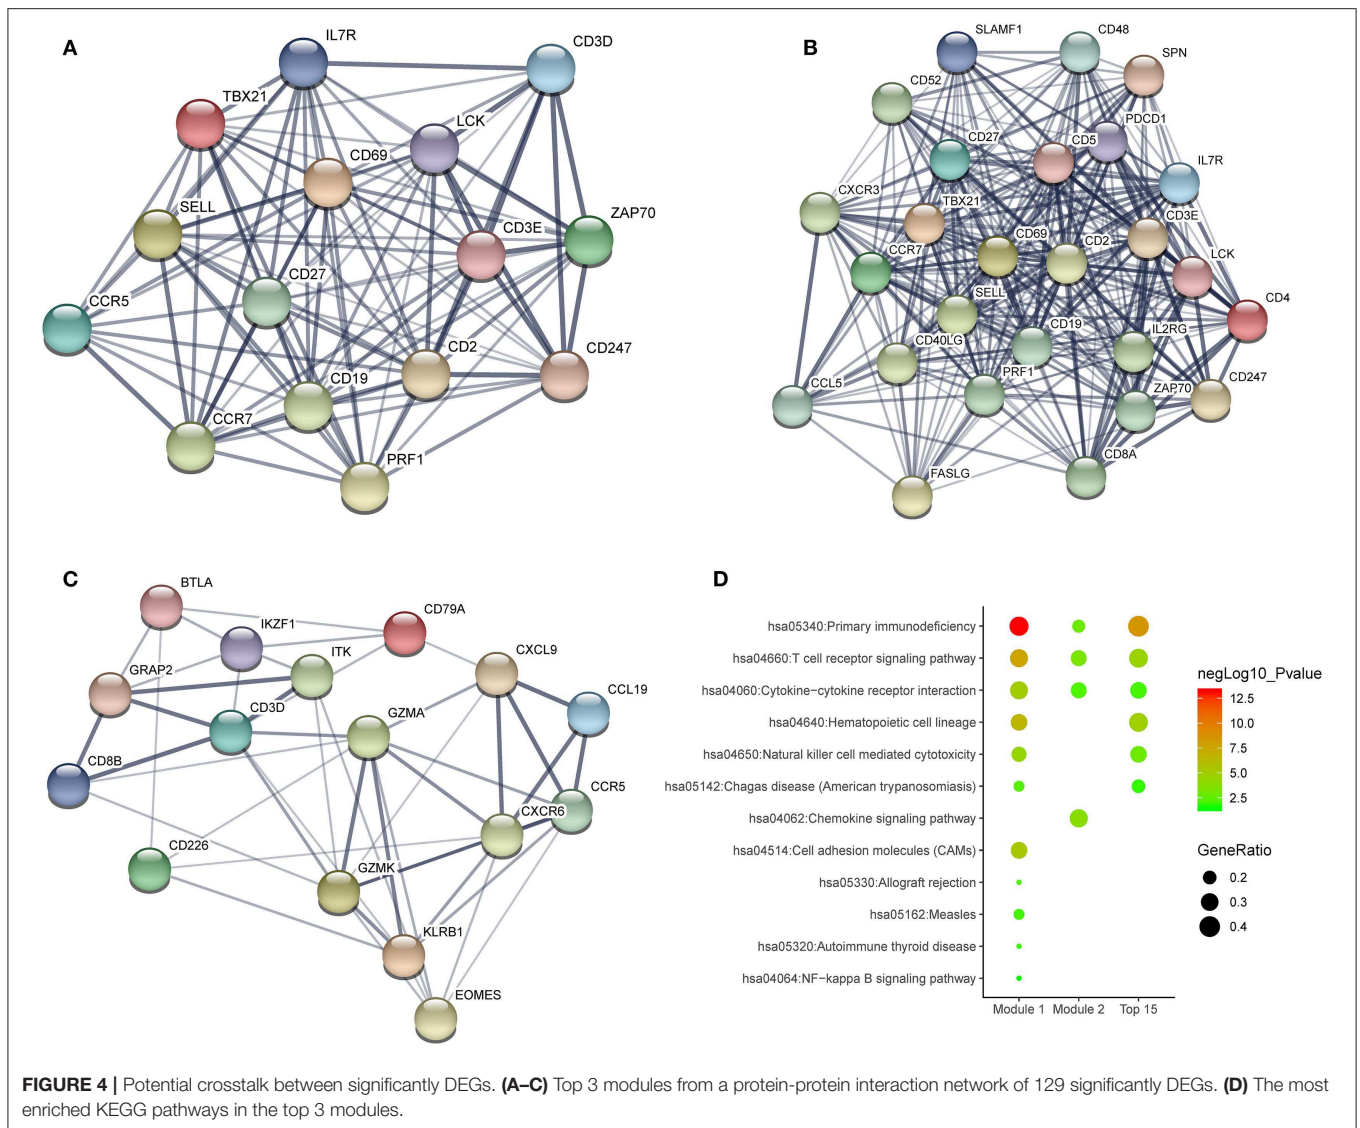 A
IL7R
CD3D
TBX21
LCK
CD69
SELL
ZAP70
CD3E
CD27
CCR5
CD2
CD247
CD19
CCR7
PRF1
B
SLAMF1
CD48
SPN
CD52
PDCD1
CD27
CD5
IL7R
CXCR3
TBX21
CD3E
CD69
CD2
CCR7
LCK
SELL
CD4
CD19
IL2RG
CD40LG
PRF1
CCL5
ZAP70
CD247
CD8A
FASLG
C
BTLA
CD79A
IKZF1
ITK
CXCL9
GRAP2
CCL19
CD3D
GZMA
CD8B
CCR5
CXCR6
CD226
GZMK
KLRB1
EOMES
D
hsa05340:Primary immunodeficiency
hsa04660:T cell receptor signaling pathway
hsa04060:Cytokine−cytokine receptor interaction
hsa04640:Hematopoietic cell lineage
hsa04650:Natural killer cell mediated cytotoxicity
hsa05142:Chagas disease (American trypanosomiasis)
hsa04062:Chemokine signaling pathway
hsa04514:Cell adhesion molecules (CAMs)
hsa05330:Allograft rejection
hsa05162:Measles
hsa05320:Autoimmune thyroid disease
hsa04064:NF−kappa B signaling pathway
Module 1 Module 2 Top 15
negLog10_Pvalue
12.5
10.0
7.5
5.0
2.5
GeneRatio
0.2
0.3
0.4
FIGURE 4 | Potential crosstalk between significantly DEGs. (A–C) Top 3 modules from a protein-protein interaction network of 129 significantly DEGs. (D) The most
enriched KEGG pathways in the top 3 modules.